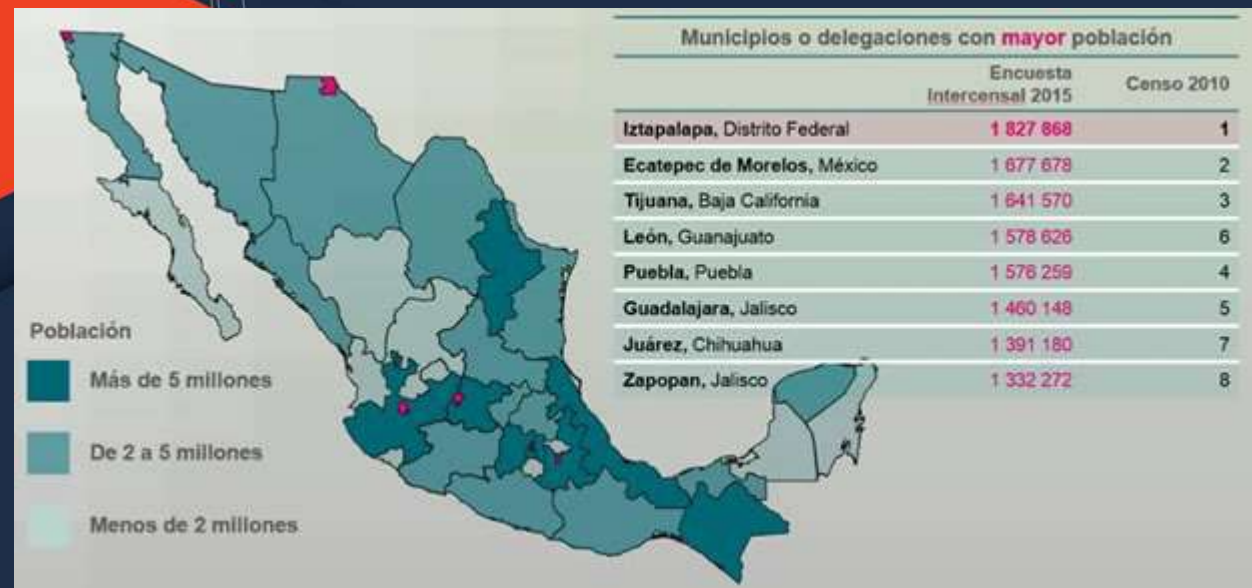 Municipios o delegaciones con mayor población
Encuesta
Intercensal 2015
Censo 2010
Iztapalapa, Distrito Federal 1 827 868 1
Ecatepec de Morelos, México 1 677 678 2
Tijuana, Baja California 1 641 570 3
León, Guanajuato 1 578 626 6
Puebla, Puebla 1 576 259 4
Guadalajara, Jalisco 1 460 148 5
Juárez, Chihuahua 1 391 180 7
Zapopan, Jalisco 1 332 272 8
Población
Más de 5 millones
De 2 a 5 millones
Menos de 2 millones